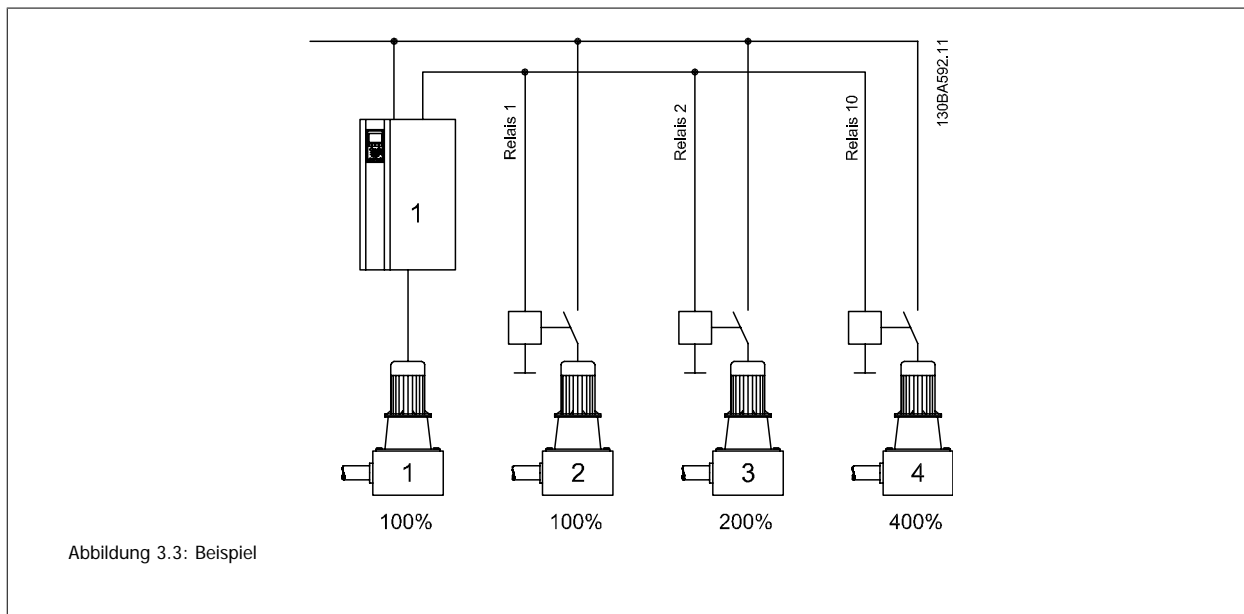 130BA592.11
Relais 1
Relais 2
Relais 10
1
1
2
3
4
100%
100%
200%
400%
Abbildung 3.3: Beispiel